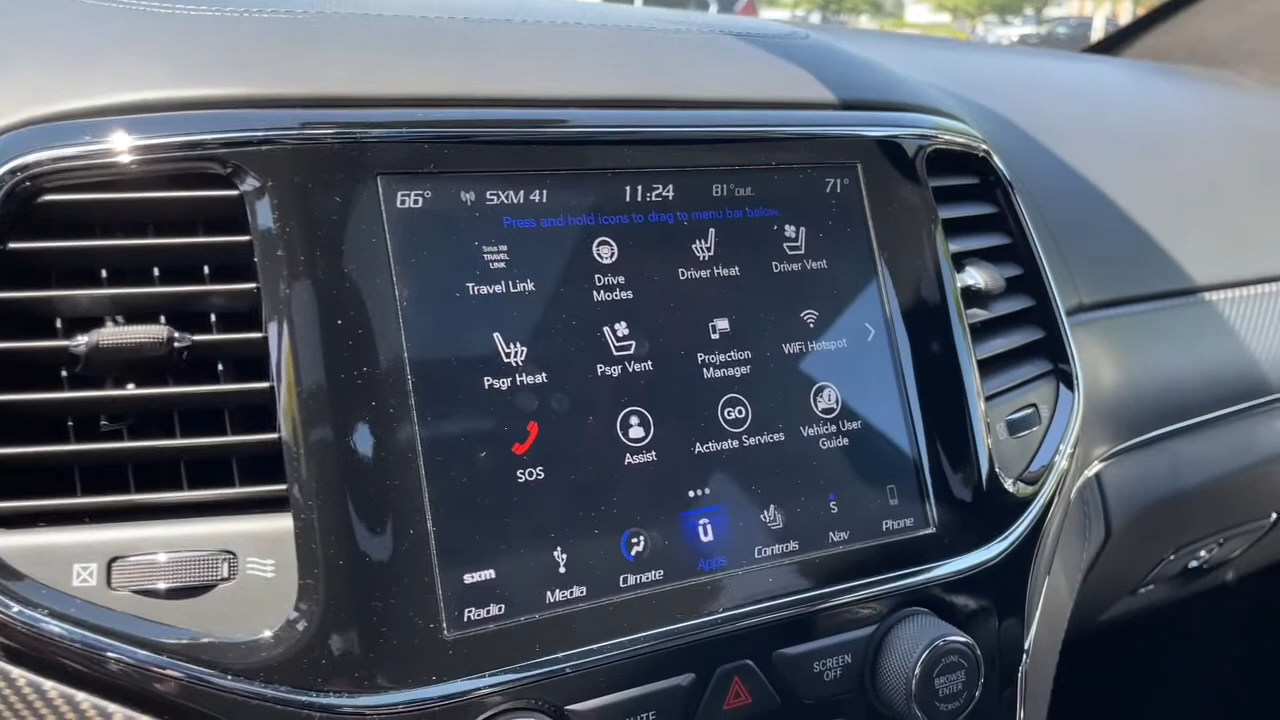 66° SXM 41 11:24 81°out. 71°
Press and hold icons to drag to menu bar below.
Sirius XM
TRAVEL
LINK
Travel Link
Drive
Modes
Driver Heat
Driver Vent
Psgr Heat
Psgr Vent
Projection
Manager
WiFi Hotspot
SOS
Assist
GO
Activate Services
Vehicle User
Guide
sxm
Radio
Media
Climate
Apps
Controls
S
Nav
Phone
MUTE
SCREEN
OFF
TUNE
BROWSE
ENTER
SCROLL